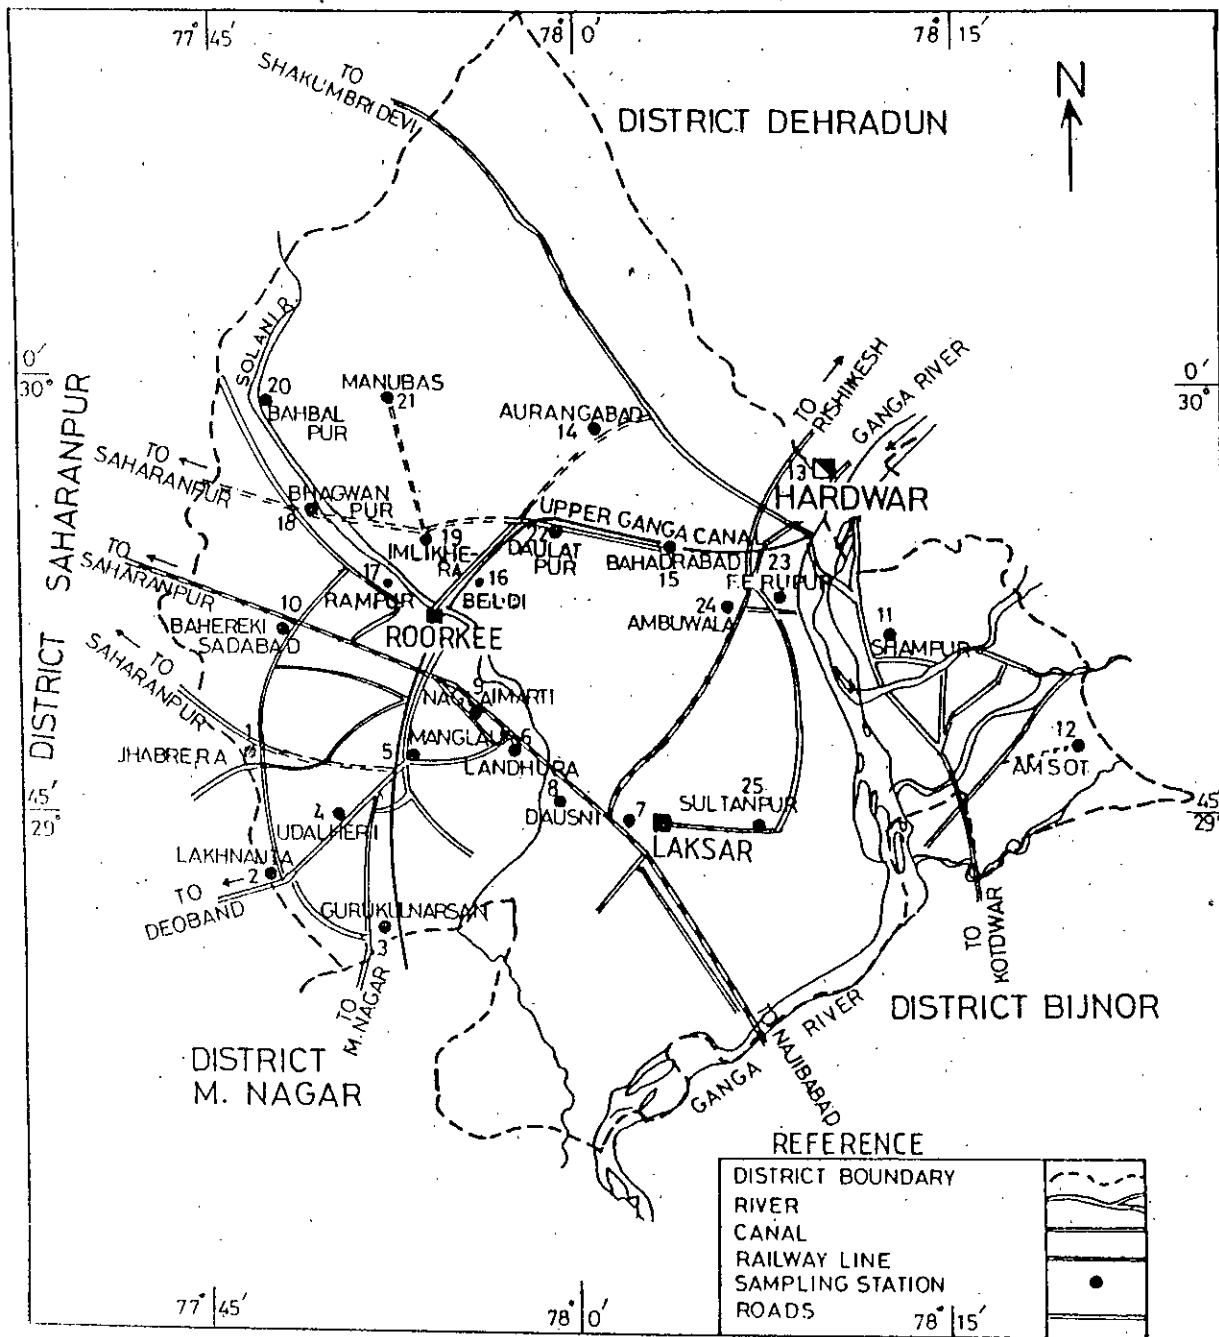 77° 45′
78° 0′
78° 15′
TO
SHAKUMBRI DEVI
DISTRICT DEHRADUN
N
SOLANI R.
0′
30°
0′
30°
20
BAHBAL
PUR
MANUBAS
21
AURANGABAD
14
TO
RISHIKESH
GANGA RIVER
13
HARDWAR
TO
SAHARANPUR
BHAGWAN
PUR
18
19
IMLIKHE-
RA
UPPER GANGA CANAL
22
DAULAT
PUR
BAHADRABAD
15
23
FERUPUR
24
AMBUWALA
TO
SAHARANPUR
17
RAMPUR
16
BELDI
ROORKEE
10
BAHEREKI
SADABAD
11
SHAMPUR
TO
SAHARANPUR
DISTRICT SAHARANPUR
9
NAGLA IMARTI
1
JHABRERA
5
MANGLAUR
6
LANDHURA
12
AMSOT
45′
29°
45′
29°
4
UDALHERI
8
DAUSNI
7
25
SULTANPUR
LAKSAR
LAKHNAUTA
2
TO
DEOBAND
GURUKULNARSAN
3
TO
M.NAGAR
TO
KOTDWAR
DISTRICT BIJNOR
GANGA RIVER
TO NAJIBABAD
DISTRICT
M. NAGAR
REFERENCE
DISTRICT BOUNDARY
RIVER
CANAL
RAILWAY LINE
SAMPLING STATION
ROADS
77° 45′
78° 0′
78° 15′